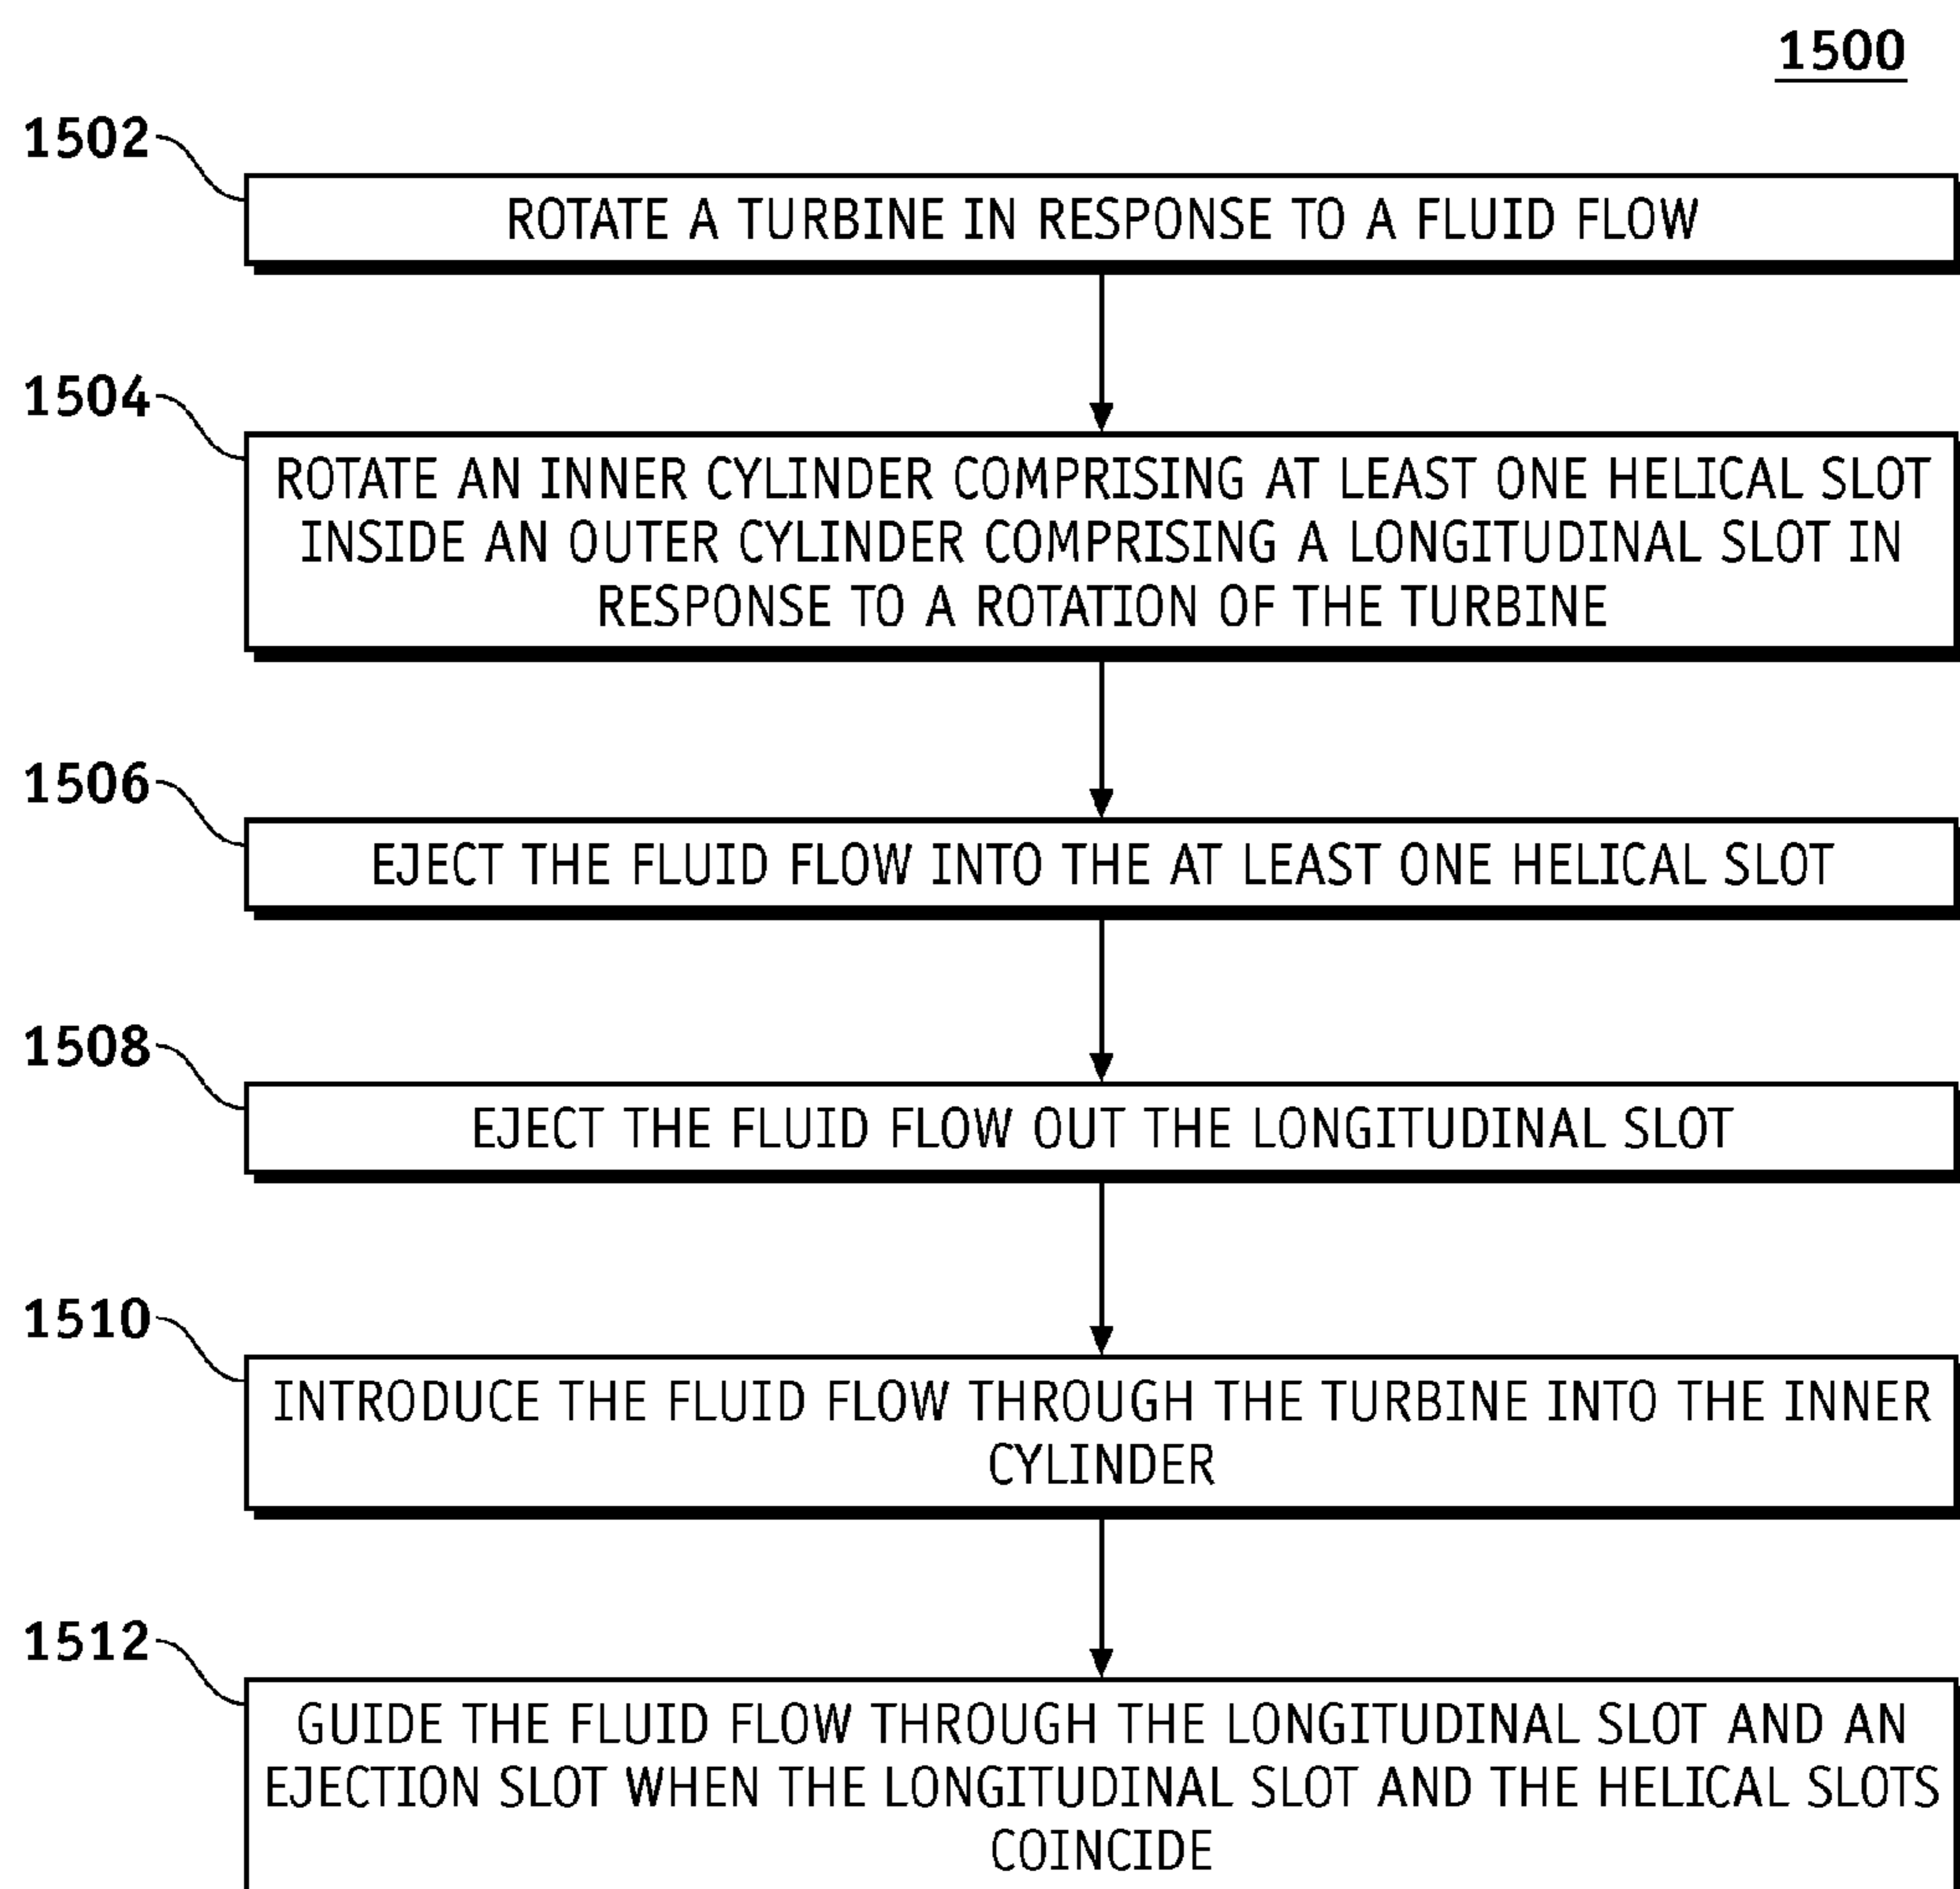 1500
1502
ROTATE A TURBINE IN RESPONSE TO A FLUID FLOW
1504
ROTATE AN INNER CYLINDER COMPRISING AT LEAST ONE HELICAL SLOT
INSIDE AN OUTER CYLINDER COMPRISING A LONGITUDINAL SLOT IN
RESPONSE TO A ROTATION OF THE TURBINE
1506
EJECT THE FLUID FLOW INTO THE AT LEAST ONE HELICAL SLOT
1508
EJECT THE FLUID FLOW OUT THE LONGITUDINAL SLOT
1510
INTRODUCE THE FLUID FLOW THROUGH THE TURBINE INTO THE INNER
CYLINDER
1512
GUIDE THE FLUID FLOW THROUGH THE LONGITUDINAL SLOT AND AN
EJECTION SLOT WHEN THE LONGITUDINAL SLOT AND THE HELICAL SLOTS
COINCIDE